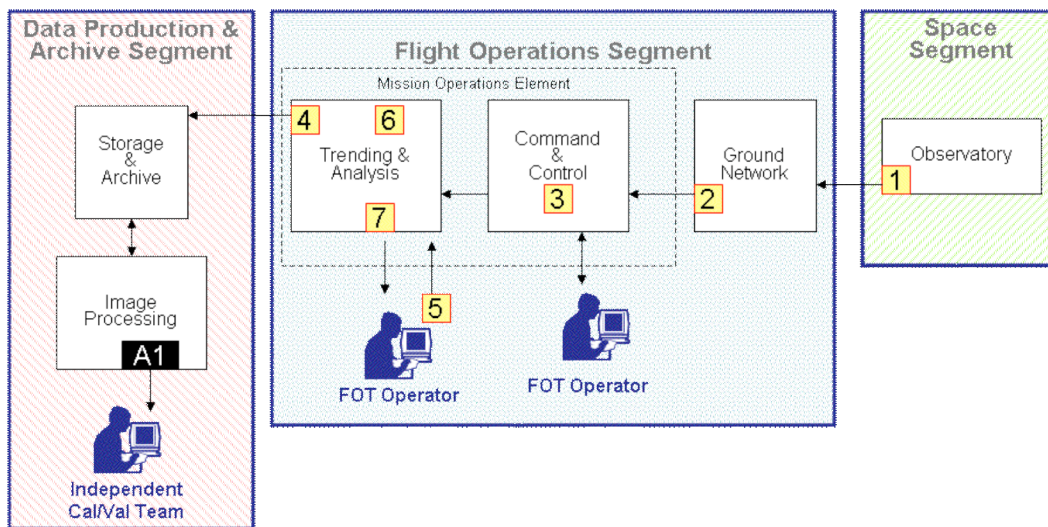 Data Production &
Archive Segment
Storage
&
Archive
Image
Processing
A1
Independent
Cal/Val Team
Flight Operations Segment
Mission Operations Element
4
6
Trending &
Analysis
7
Command
&
Control
3
Ground
Network
2
5
FOT Operator
FOT Operator
Space
Segment
Observatory
1